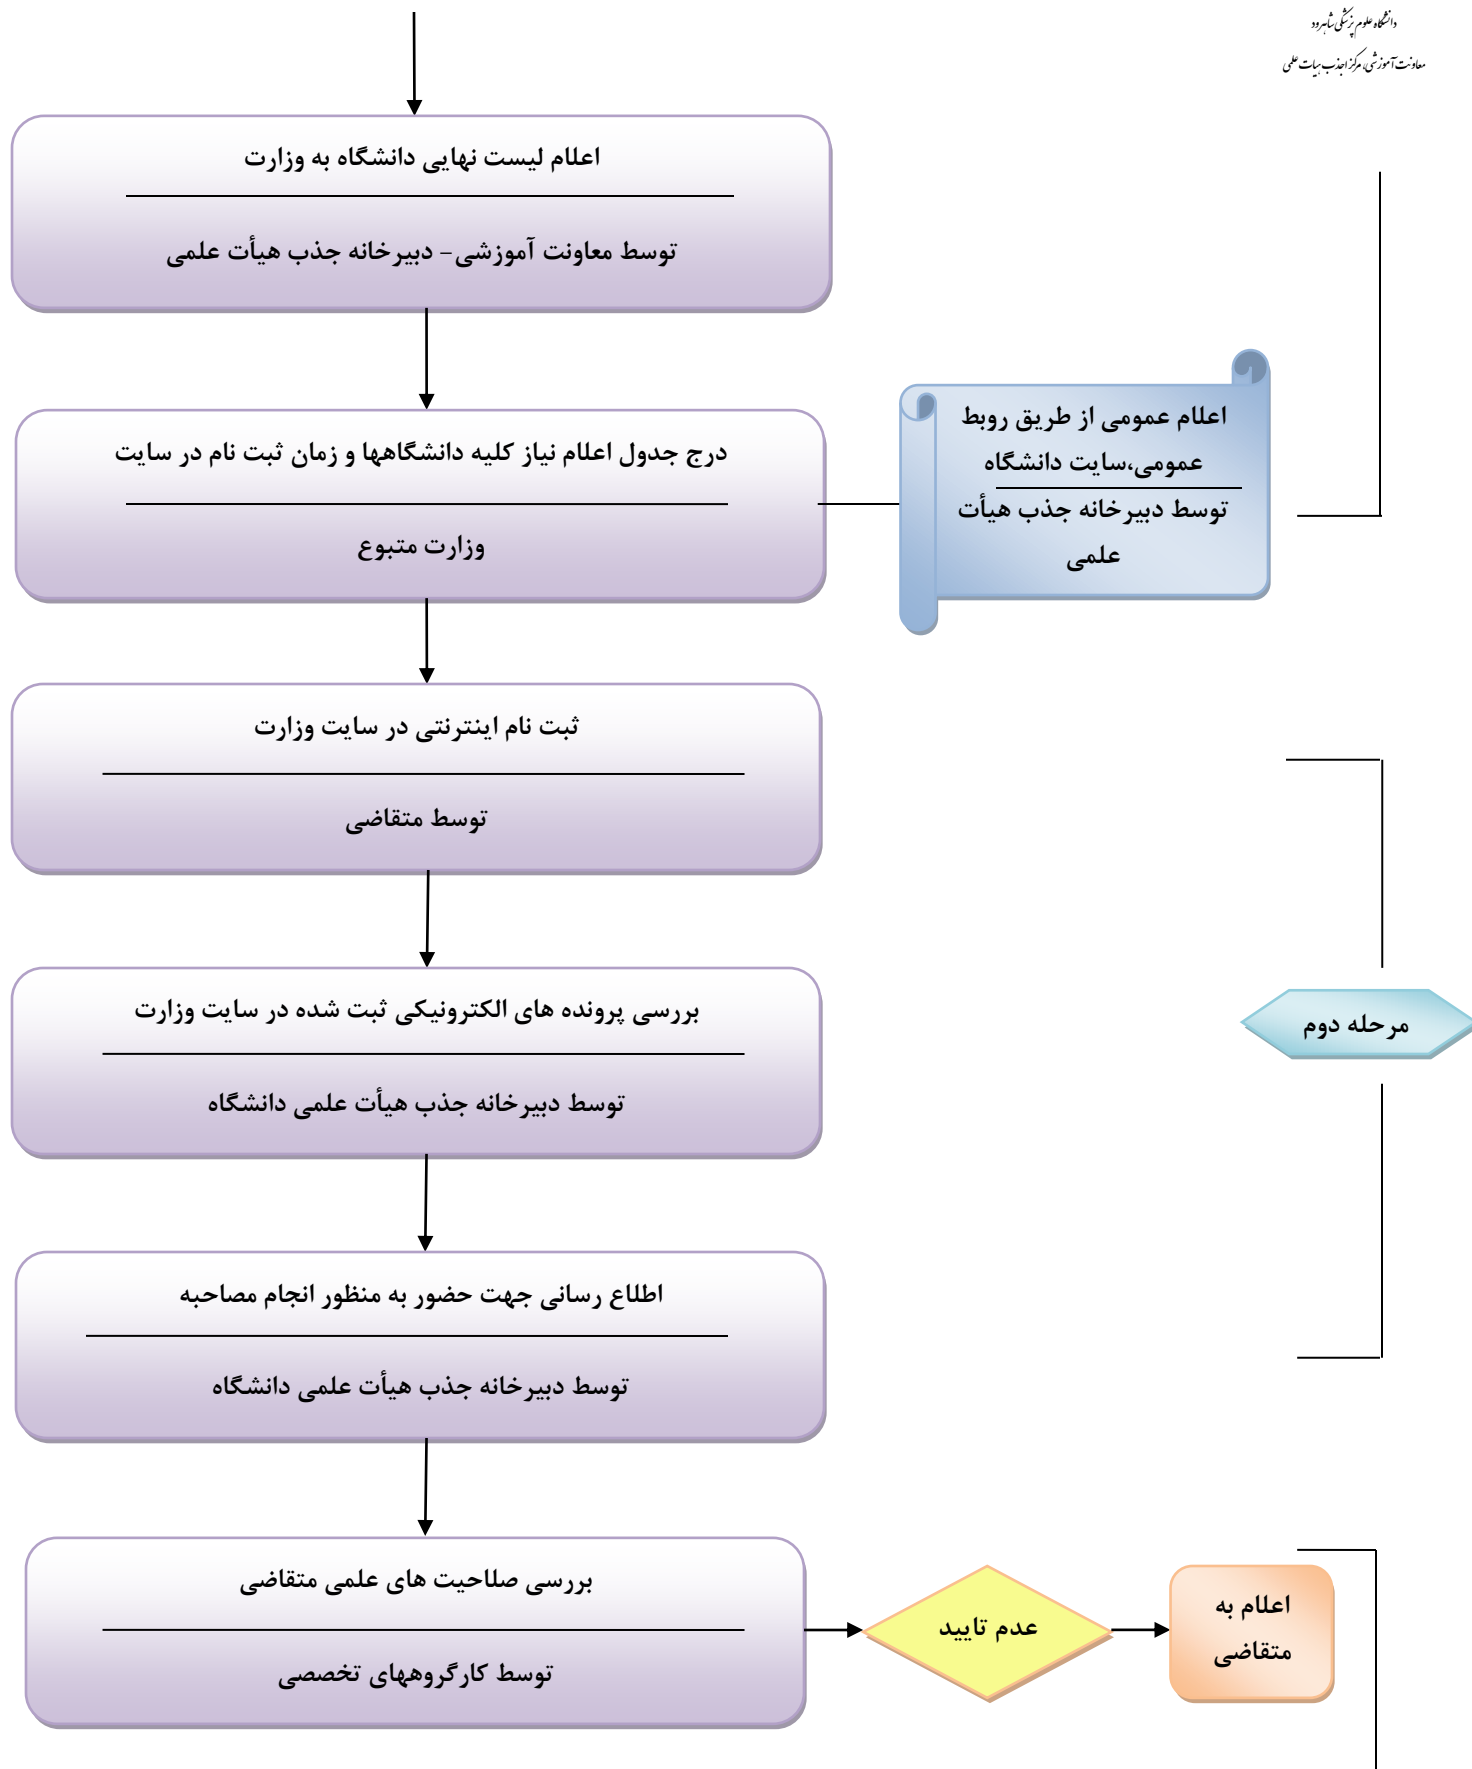 دانشگاه علوم پزشکی شاهرود
معاونت آموزشی، مرکز اجذب هیات علمی
اعلام لیست نهایی دانشگاه به وزارت
توسط معاونت آموزشی– دبیرخانه جذب هیأت علمی
درج جدول اعلام نیاز کلیه دانشگاهها و زمان ثبت نام در سایت
وزارت متبوع
اعلام عمومی از طریق روبط
عمومی،سایت دانشگاه
توسط دبیرخانه جذب هیأت
علمی
ثبت نام اینترنتی در سایت وزارت
توسط متقاضی
بررسی پرونده های الکترونیکی ثبت شده در سایت وزارت
توسط دبیرخانه جذب هیأت علمی دانشگاه
مرحله دوم
اطلاع رسانی جهت حضور به منظور انجام مصاحبه
توسط دبیرخانه جذب هیأت علمی دانشگاه
بررسی صلاحیت های علمی متقاضی
توسط کارگروههای تخصصی
عدم تایید
اعلام به
متقاضی